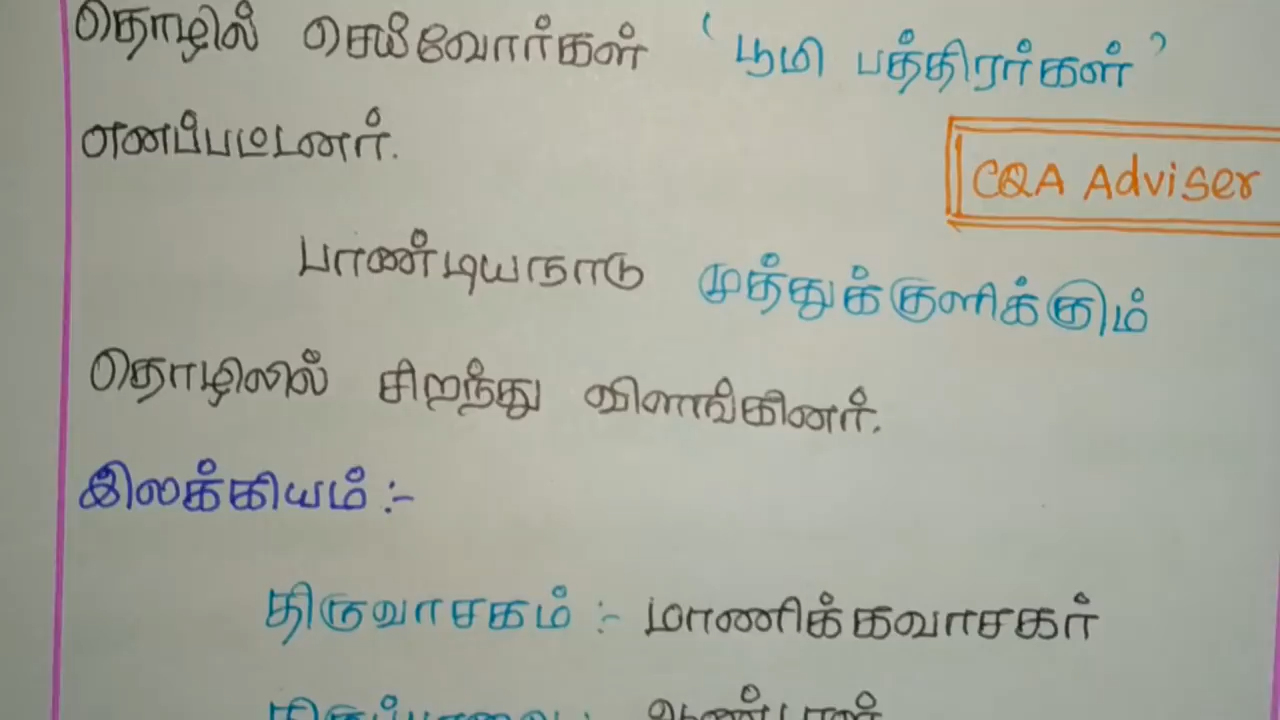 தொழில் செய்வோர்கள் ' பூமி பத்திரர்கள் '
எனப்பட்டனர்.
CQA Adviser
பாண்டியநாடு முத்துக்குளிக்கும்
தொழிலில் சிறந்து விளங்கினர்.
இலக்கியம் :-
திருவாசகம் :- மாணிக்கவாசகர்